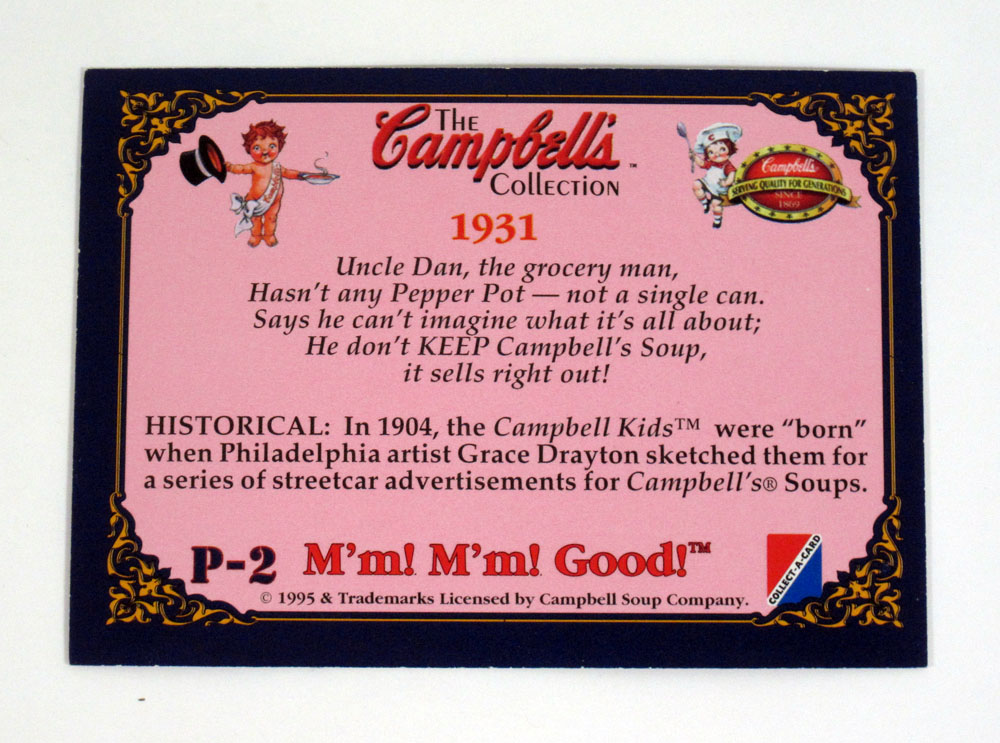 The
Campbell's™
Collection
Campbell's
SERVING QUALITY FOR GENERATIONS
SINCE
1869
1931
Uncle Dan, the grocery man,
Hasn't any Pepper Pot — not a single can.
Says he can't imagine what it's all about;
He don't KEEP Campbell's Soup,
it sells right out!
HISTORICAL: In 1904, the Campbell Kids™ were “born”
when Philadelphia artist Grace Drayton sketched them for
a series of streetcar advertisements for Campbell's® Soups.
P-2 M'm! M'm! Good!™
COLLECT-A-CARD
© 1995 & Trademarks Licensed by Campbell Soup Company.